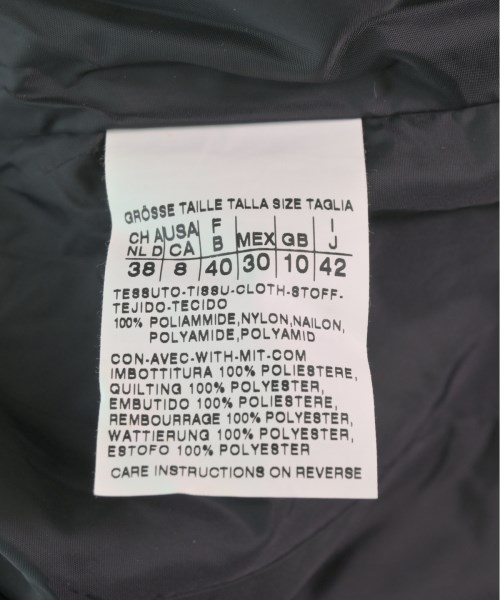 GRÖSSE TAILLE TALLA SIZE TAGLIA
CH A USA F MEX GB I
NL D CA B J
38 8 40 30 10 42
TESSUTO-TISSU-CLOTH-STOFF-
TEJIDO-TECIDO
100% POLIAMMIDE,NYLON,NAILON,
POLYAMIDE,POLYAMID
CON-AVEC-WITH-MIT-COM
IMBOTTITURA 100% POLIESTERE,
QUILTING 100% POLYESTER,
EMBUTIDO 100% POLIESTERE,
REMBOURRAGE 100% POLYESTER,
WATTIERUNG 100% POLYESTER,
ESTOFO 100% POLYESTER
CARE INSTRUCTIONS ON REVERSE